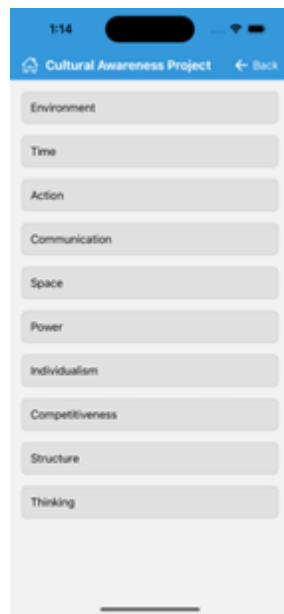 1:14
Cultural Awareness Project ← Back
Environment
Time
Action
Communication
Space
Power
Individualism
Competitiveness
Structure
Thinking